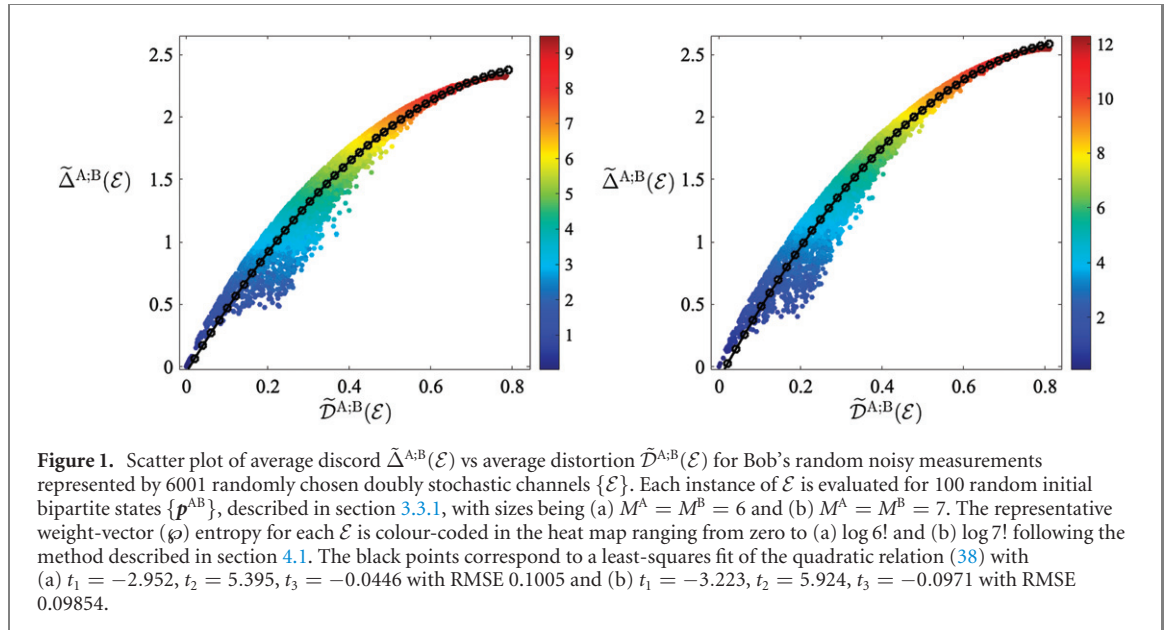 2.5
2
1.5
1
0.5
0
Δ̃^{A;B}(ℰ)
0 0.2 0.4 0.6 0.8
𝒟̃^{A;B}(ℰ)
9
8
7
6
5
4
3
2
1
2.5
2
1.5
1
0.5
0
Δ̃^{A;B}(ℰ)
0 0.2 0.4 0.6 0.8
𝒟̃^{A;B}(ℰ)
12
10
8
6
4
2
Figure 1. Scatter plot of average discord Δ̃^{A;B}(ℰ) vs average distortion 𝒟̃^{A;B}(ℰ) for Bob's random noisy measurements
represented by 6001 randomly chosen doubly stochastic channels {ℰ}. Each instance of ℰ is evaluated for 100 random initial
bipartite states {p^{AB}}, described in section 3.3.1, with sizes being (a) M^A = M^B = 6 and (b) M^A = M^B = 7. The representative
weight-vector (℘) entropy for each ℰ is colour-coded in the heat map ranging from zero to (a) log 6! and (b) log 7! following the
method described in section 4.1. The black points correspond to a least-squares fit of the quadratic relation (38) with
(a) t₁ = −2.952, t₂ = 5.395, t₃ = −0.0446 with RMSE 0.1005 and (b) t₁ = −3.223, t₂ = 5.924, t₃ = −0.0971 with RMSE
0.09854.